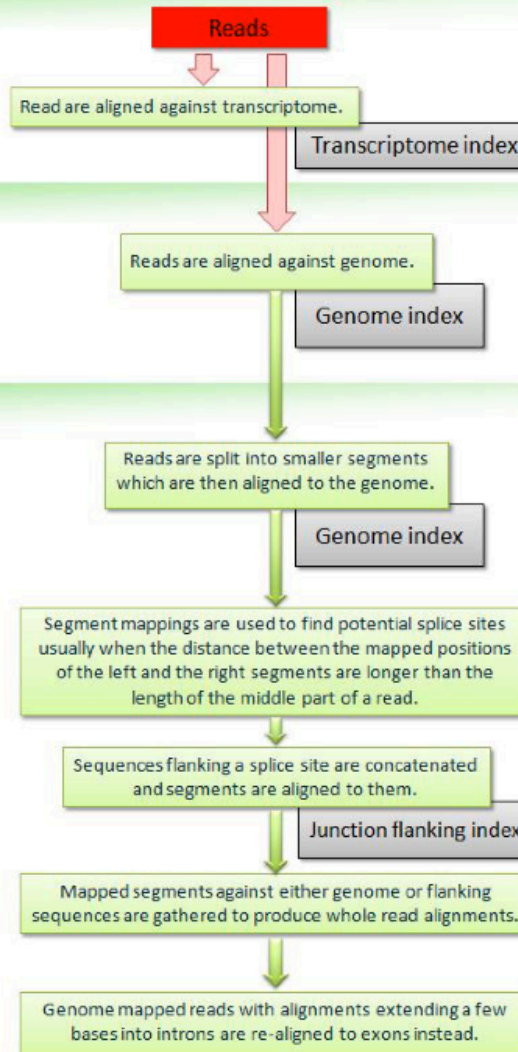 Reads
Read are aligned against transcriptome.
Transcriptome index
Reads are aligned against genome.
Genome index
Reads are split into smaller segments
which are then aligned to the genome.
Genome index
Segment mappings are used to find potential splice sites
usually when the distance between the mapped positions
of the left and the right segments are longer than the
length of the middle part of a read.
Sequences flanking a splice site are concatenated
and segments are aligned to them.
Junction flanking index
Mapped segments against either genome or flanking
sequences are gathered to produce whole read alignments.
Genome mapped reads with alignments extending a few
bases into introns are re-aligned to exons instead.